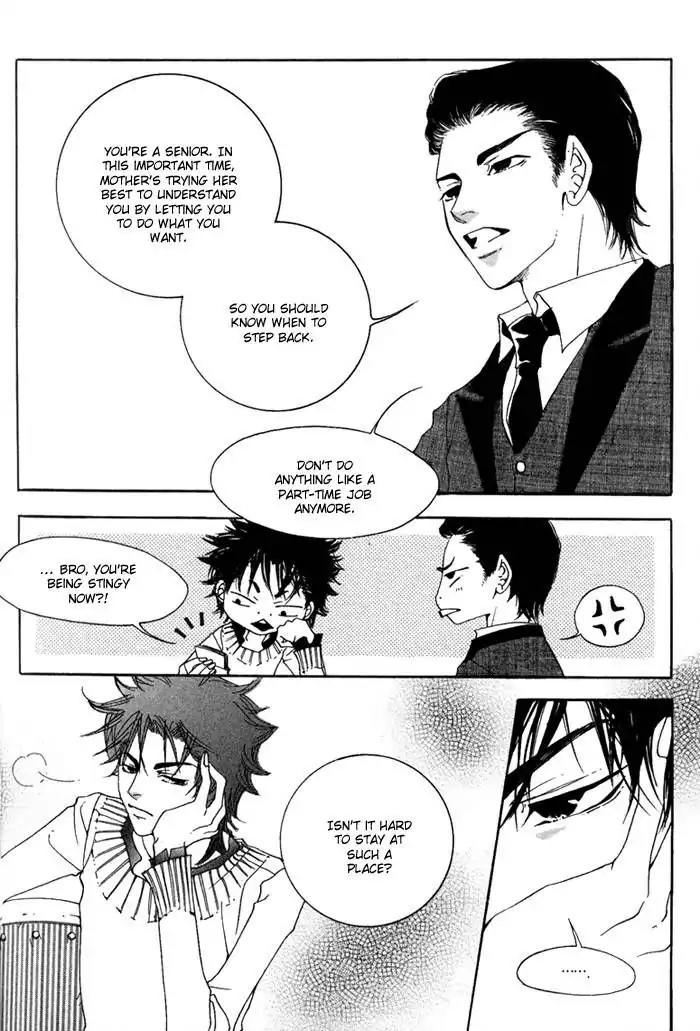 YOU'RE A SENIOR. IN
THIS IMPORTANT TIME,
MOTHER'S TRYING HER
BEST TO UNDERSTAND
YOU BY LETTING YOU
TO DO WHAT YOU
WANT.
SO YOU SHOULD
KNOW WHEN TO
STEP BACK.
DON'T DO
ANYTHING LIKE A
PART-TIME JOB
ANYMORE.
... BRO, YOU'RE
BEING STINGY
NOW?!
ISN'T IT HARD
TO STAY AT
SUCH A
PLACE?
......